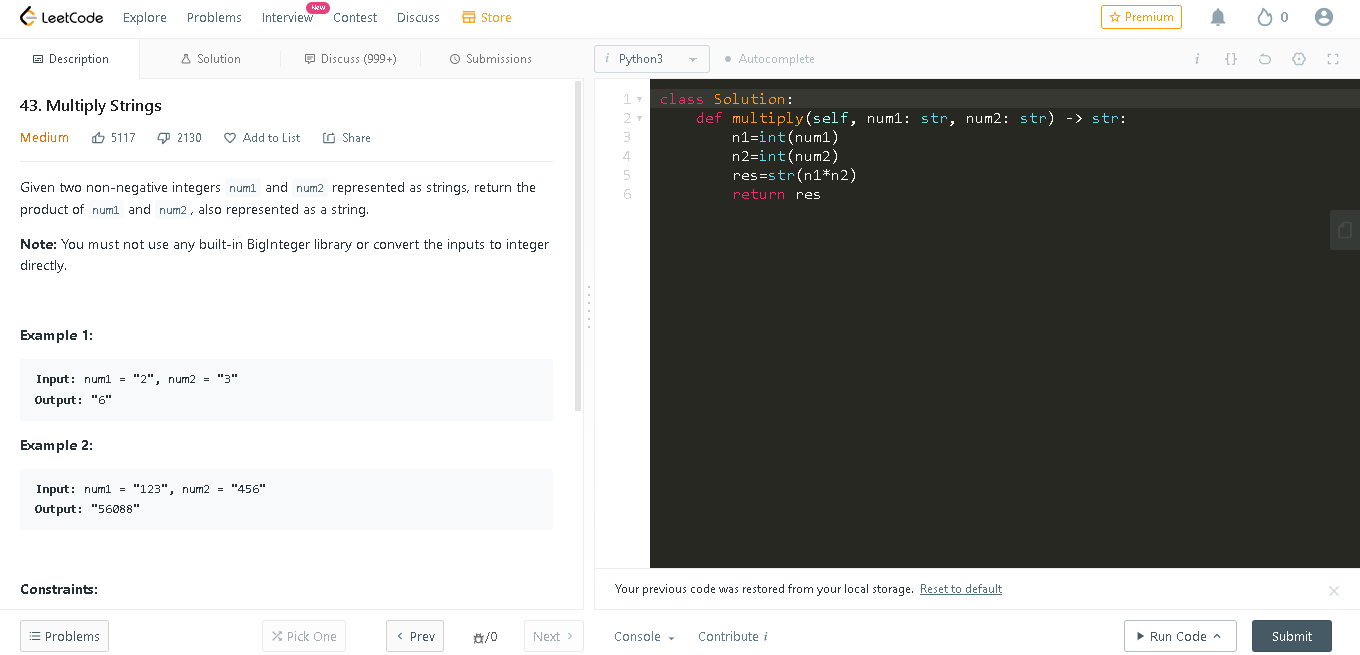 LeetCode Explore Problems Interview New Contest Discuss Store Premium 0
Description Solution Discuss (999+) Submissions
i Python3 Autocomplete i {}
43. Multiply Strings
Medium 5117 2130 Add to List Share
Given two non-negative integers num1 and num2 represented as strings, return the
product of num1 and num2, also represented as a string.
Note: You must not use any built-in BigInteger library or convert the inputs to integer
directly.
Example 1:
Input: num1 = "2", num2 = "3"
Output: "6"
Example 2:
Input: num1 = "123", num2 = "456"
Output: "56088"
Constraints:
1 class Solution:
2 def multiply(self, num1: str, num2: str) -> str:
3 n1=int(num1)
4 n2=int(num2)
5 res=str(n1*n2)
6 return res
Your previous code was restored from your local storage. Reset to default
Problems Pick One Prev /0 Next Console Contribute i Run Code Submit